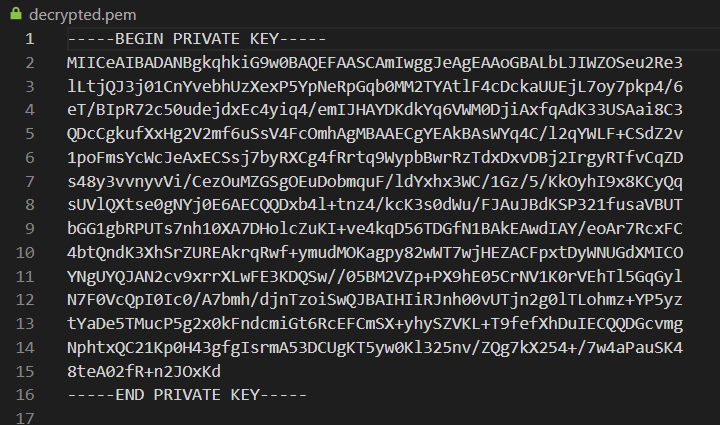 decrypted.pem
1 -----BEGIN PRIVATE KEY-----
2 MIICeAIBADANBgkqhkiG9w0BAQEFAASCAmIwggJeAgEAAoGBALbLJIWZOSeu2Re3
3 lLtjQJ3j01CnYvebhUzXexP5YpNeRpGqb0MM2TYAtlF4cDckaUUEjL7oy7pkp4/6
4 eT/BIpR72c50udejdxEc4yiq4/emIJHAYDKdkYq6VWM0DjiAxfqAdK33USAai8C3
5 QDcCgkufXxHg2V2mf6uSsV4FcOmhAgMBAAECgYEAkBAsWYq4C/l2qYWLF+CSdZ2v
6 1poFmsYcWcJeAxECSsj7byRXCg4fRrtq9WypbBwrRzTdxDxvDBj2IrgyRTfvCqZD
7 s48y3vvnyvVi/CezOuMZGSgOEuDobmquF/ldYxhx3WC/1Gz/5/KkOyhI9x8KCyQq
8 sUVlQXtse0gNYj0E6AECQQDxb4l+tnz4/kcK3s0dWu/FJAuJBdKSP321fusaVBUT
9 bGG1gbRPUTs7nh10XA7DHolcZuKI+ve4kqD56TDGfN1BAkEAwdIAY/eoAr7RcxFC
10 4btQndK3XhSrZUREAkrqRwf+ymudMOKagpy82wWT7wjHEZACFpxtDyWNUGdXMICO
11 YNgUYQJAN2cv9xrrXLwFE3KDQSw//05BM2VZp+PX9hE05CrNV1K0rVEhTl5GqGyl
12 N7F0VcQpI0Ic0/A7bmh/djnTzoiSwQJBAIHIiRJnh00vUTjn2g0lTLohmz+YP5yz
13 tYaDe5TMucP5g2x0kFndcmiGt6RcEFCmSX+yhySZVKL+T9fefXhDuIECQQDGcvmg
14 NphtxQC21Kp0H43gfgIsrmA53DCUgKT5yw0Kl325nv/ZQg7kX254+/7w4aPauSK4
15 8teA02fR+n2JOxKd
16 -----END PRIVATE KEY-----
17